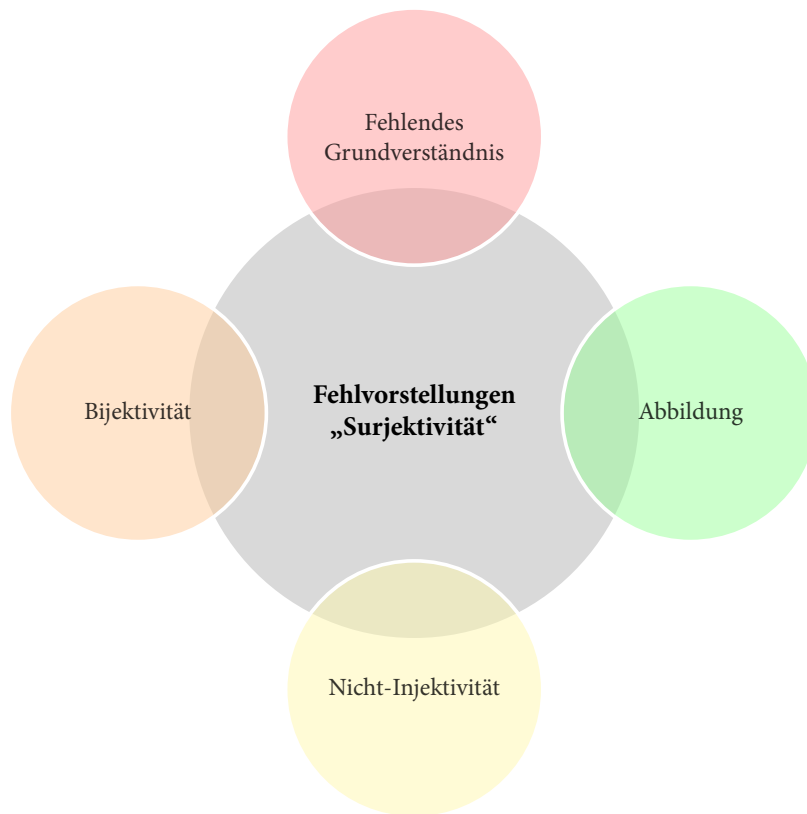 Fehlendes
Grundverständnis
Bijektivität
Fehlvorstellungen
„Surjektivität“
Abbildung
Nicht-Injektivität